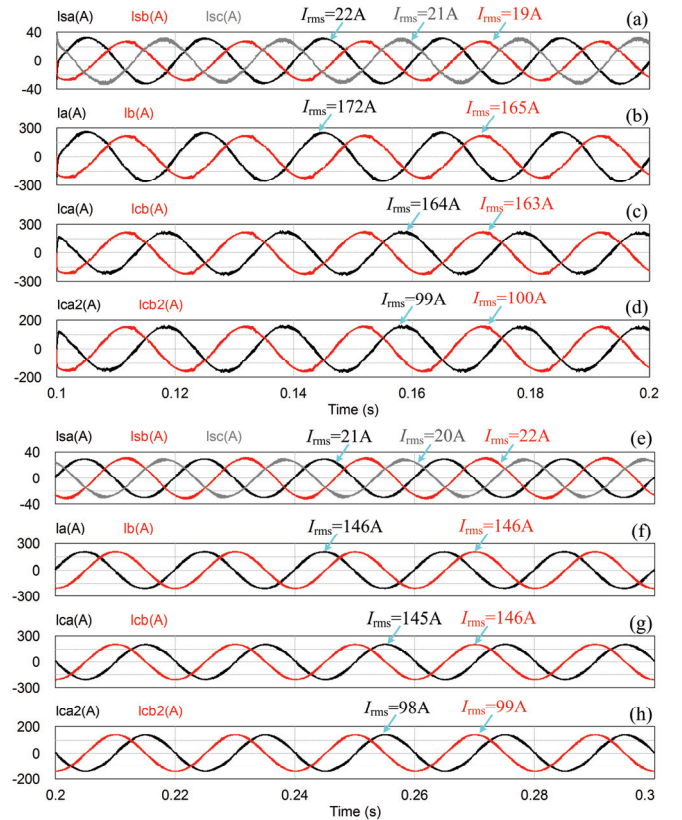 Isa(A) Isb(A) Isc(A) Irms=22A Irms=21A Irms=19A (a)
40
0
-40
Ia(A) Ib(A) Irms=172A Irms=165A (b)
300
0
-300
Ica(A) Icb(A) Irms=164A Irms=163A (c)
300
0
-300
Ica2(A) Icb2(A) Irms=99A Irms=100A (d)
200
0
-200
0.1 0.12 0.14 0.16 0.18 0.2
Time (s)
Isa(A) Isb(A) Isc(A) Irms=21A Irms=20A Irms=22A (e)
40
0
-40
Ia(A) Ib(A) Irms=146A Irms=146A (f)
300
0
-300
Ica(A) Icb(A) Irms=145A Irms=146A (g)
300
0
-300
Ica2(A) Icb2(A) Irms=98A Irms=99A (h)
200
0
-200
0.2 0.22 0.24 0.26 0.28 0.3
Time (s)